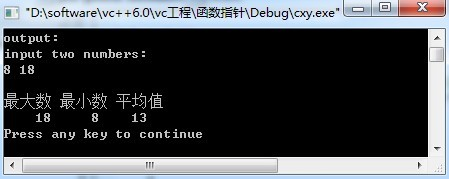 "D:\software\vc++6.0\vc工程\函数指针\Debug\cxy.exe"
output:
input two numbers:
8 18
最大数 最小数 平均值
18 8 13
Press any key to continue